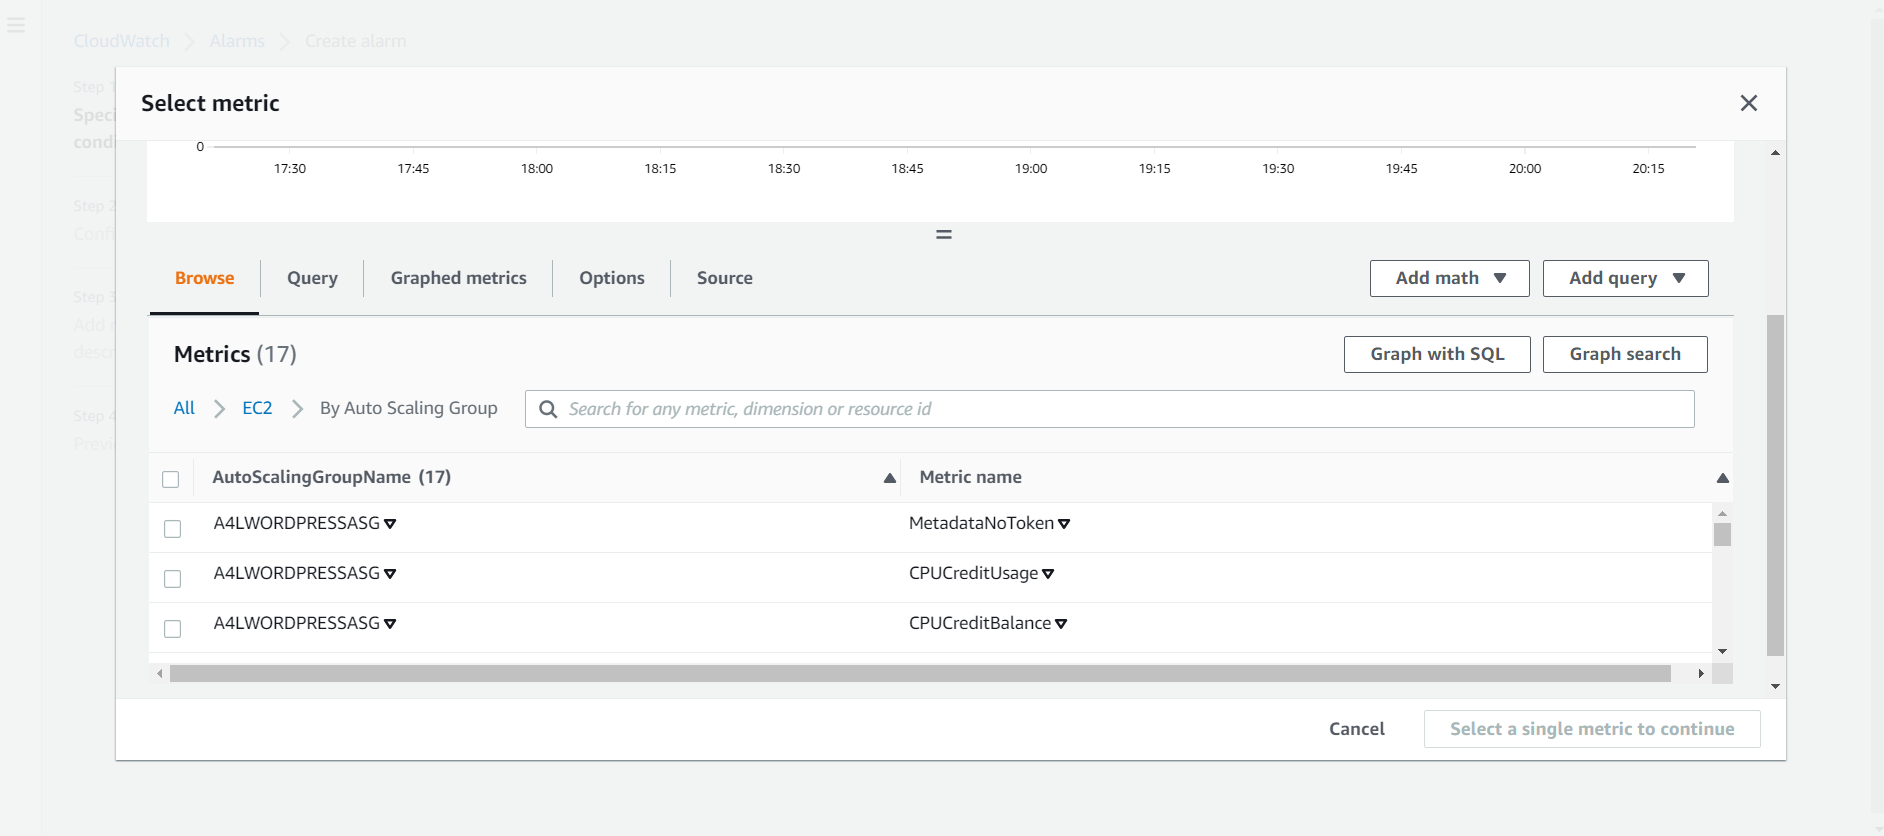 CloudWatch Alarms Create alarm
Step 1
Speci
condi
Step 2
Confi
Step 3
Add n
descr
Step 4
Previ
Select metric
0
17:30 17:45 18:00 18:15 18:30 18:45 19:00 19:15 19:30 19:45 20:00 20:15
Browse Query Graphed metrics Options Source Add math Add query
Metrics (17) Graph with SQL Graph search
All EC2 By Auto Scaling Group Search for any metric, dimension or resource id
AutoScalingGroupName (17) Metric name
A4LWORDPRESSASG MetadataNoToken
A4LWORDPRESSASG CPUCreditUsage
A4LWORDPRESSASG CPUCreditBalance
Cancel Select a single metric to continue